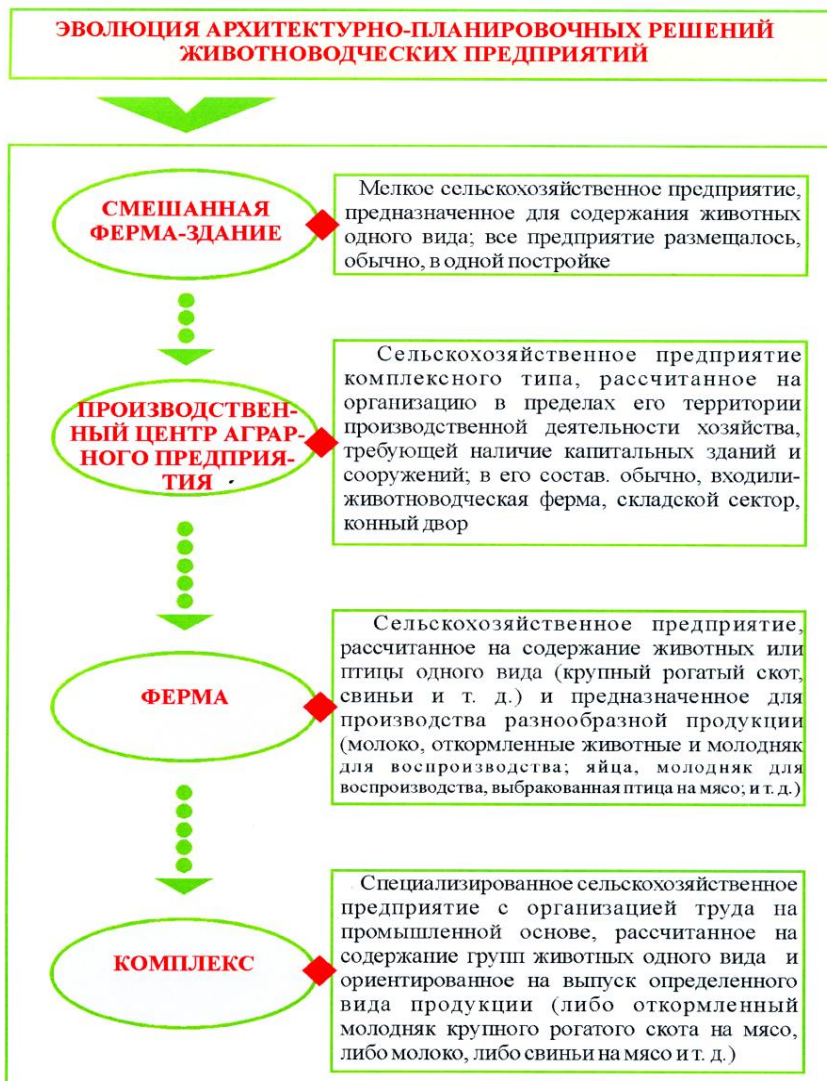 ЭВОЛЮЦИЯ АРХИТЕКТУРНО-ПЛАНИРОВОЧНЫХ РЕШЕНИЙ
ЖИВОТНОВОДЧЕСКИХ ПРЕДПРИЯТИЙ
СМЕШАННАЯ
ФЕРМА-ЗДАНИЕ
Мелкое сельскохозяйственное предприятие,
предназначенное для содержания животных
одного вида; все предприятие размещалось,
обычно, в одной постройке
ПРОИЗВОДСТВЕН-
НЫЙ ЦЕНТР АГРАР-
НОГО ПРЕДПРИЯ-
ТИЯ
Сельскохозяйственное предприятие
комплексного типа, рассчитанное на
организацию в пределах его территории
производственной деятельности хозяйства,
требующей наличие капитальных зданий и
сооружений; в его состав. обычно, входили-
животноводческая ферма, складской сектор,
конный двор
ФЕРМА
Сельскохозяйственное предприятие,
рассчитанное на содержание животных или
птицы одного вида (крупный рогатый скот,
свиньи и т. д.) и предназначенное для
производства разнообразной продукции
(молоко, откормленные животные и молодняк
для воспроизводства; яйца, молодняк для
воспроизводства, выбракованная птица на мясо; и т. д.)
КОМПЛЕКС
Специализированное сельскохозяйственное
предприятие с организацией труда на
промышленной основе, рассчитанное на
содержание групп животных одного вида и
ориентированное на выпуск определенного
вида продукции (либо откормленный
молодняк крупного рогатого скота на мясо,
либо молоко, либо свиньи на мясо и т. д.)